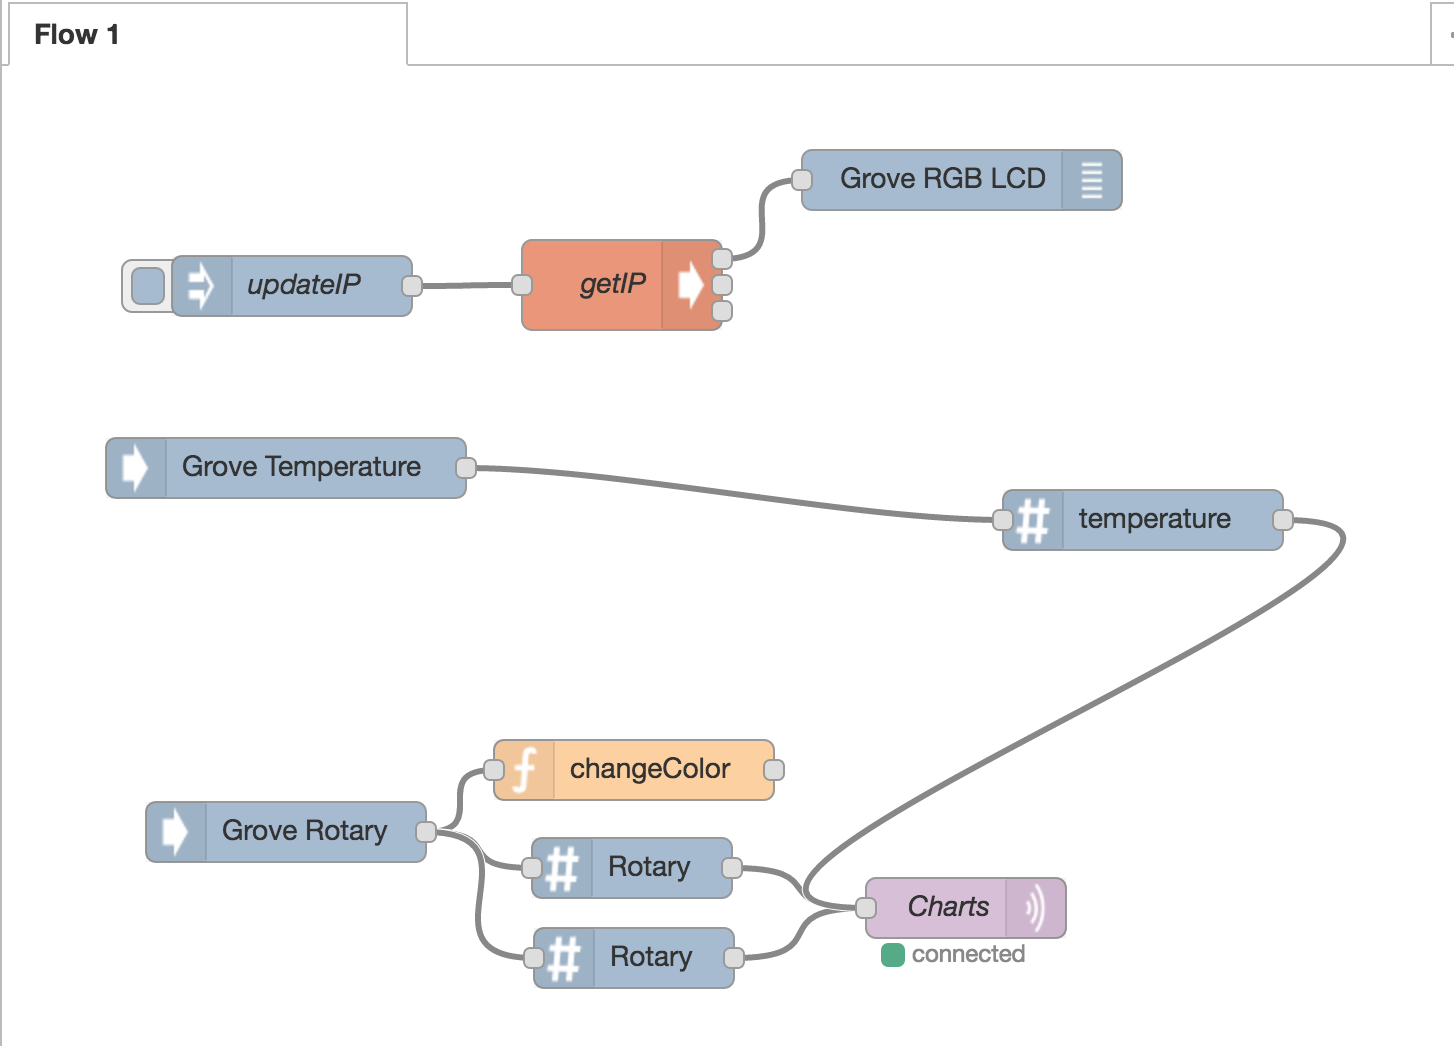 Flow 1
Grove RGB LCD
updateIP
getIP
Grove Temperature
temperature
changeColor
Grove Rotary
Rotary
Charts
Rotary
connected